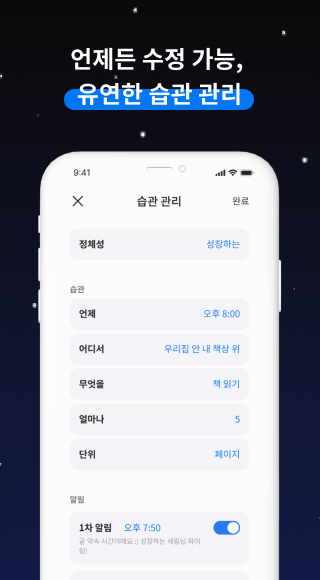 언제든 수정 가능,
유연한 습관 관리
9:41
습관 관리
완료
정체성 성장하는
습관
언제 오후 8:00
어디서 우리집 안 내 책상 위
무엇을 책 읽기
얼마나 5
단위 페이지
알림
1차 알림 오후 7:50
곧 약속 시간이에요 :) 성장하는 세림님 파이
팅!